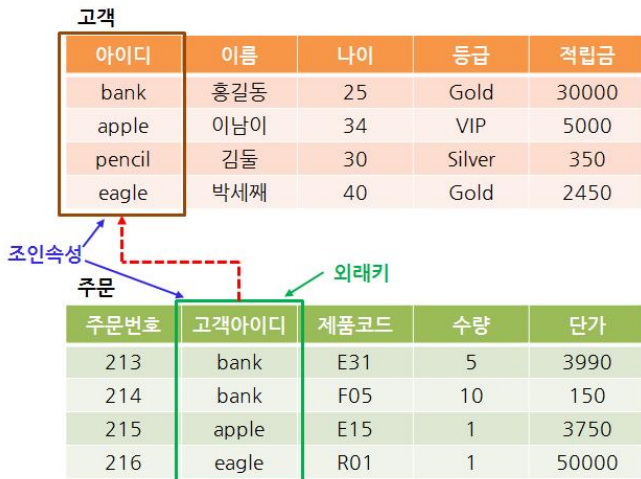 고객
아이디 이름 나이 등급 적립금
bank 홍길동 25 Gold 30000
apple 이남이 34 VIP 5000
pencil 김둘 30 Silver 350
eagle 박세째 40 Gold 2450
조인속성
외래키
주문
주문번호 고객아이디 제품코드 수량 단가
213 bank E31 5 3990
214 bank F05 10 150
215 apple E15 1 3750
216 eagle R01 1 50000